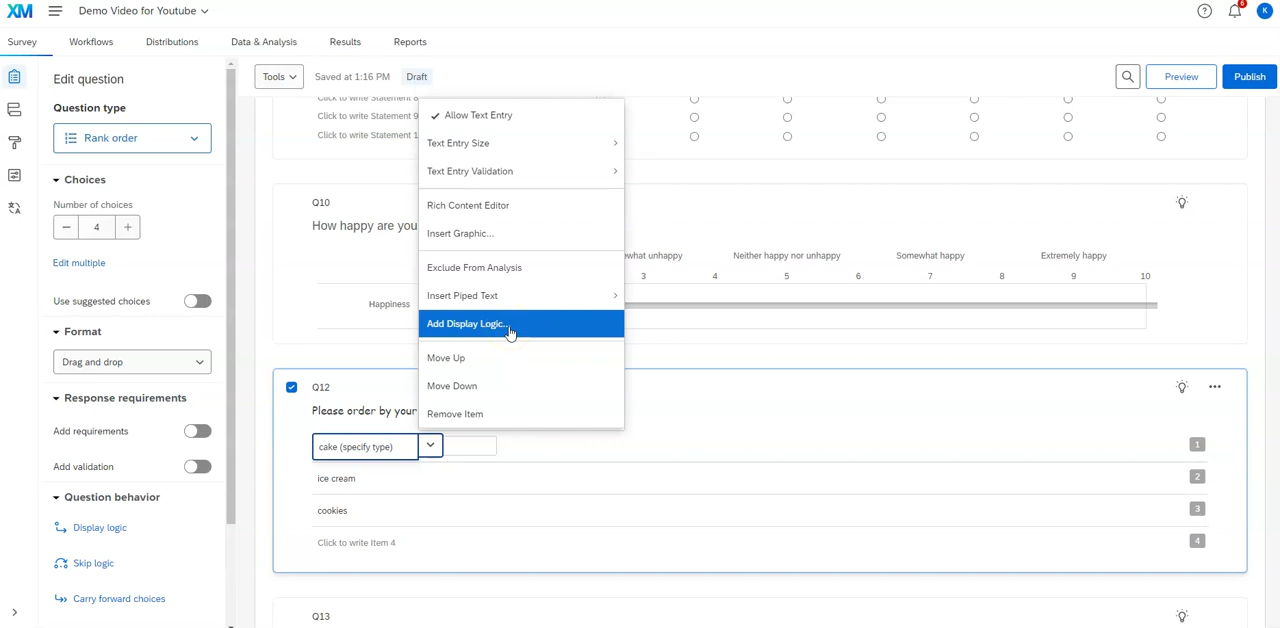 XM Demo Video for Youtube 6 K
Survey Workflows Distributions Data & Analysis Results Reports
Edit question
Tools Saved at 1:16 PM Draft Preview Publish
Question type
Rank order
Choices
Number of choices
4
Edit multiple
Use suggested choices
Format
Drag and drop
Response requirements
Add requirements
Add validation
Question behavior
Display logic
Skip logic
Carry forward choices
Click to write Statement 8
Click to write Statement 9
Click to write Statement 1
Allow Text Entry
Text Entry Size
Text Entry Validation
Rich Content Editor
Insert Graphic...
Exclude From Analysis
Insert Piped Text
Add Display Logic...
Move Up
Move Down
Remove Item
Q10
How happy are you
what unhappy Neither happy nor unhappy Somewhat happy Extremely happy
3 4 5 6 7 8 9 10
Happiness
Q12
Please order by your
cake (specify type) 1
ice cream 2
cookies 3
Click to write Item 4 4
Q13